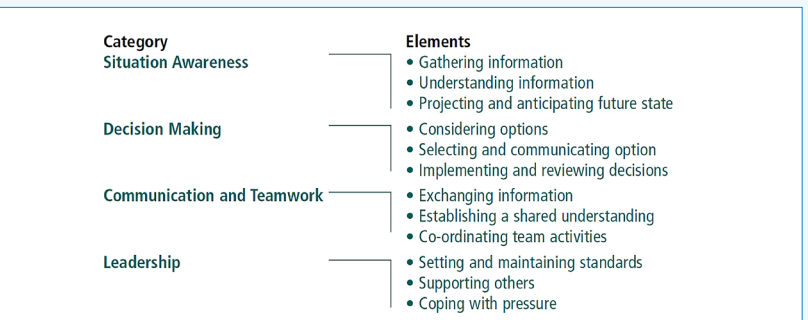 Category Elements
Situation Awareness • Gathering information
• Understanding information
• Projecting and anticipating future state
Decision Making • Considering options
• Selecting and communicating option
• Implementing and reviewing decisions
Communication and Teamwork • Exchanging information
• Establishing a shared understanding
• Co-ordinating team activities
Leadership • Setting and maintaining standards
• Supporting others
• Coping with pressure